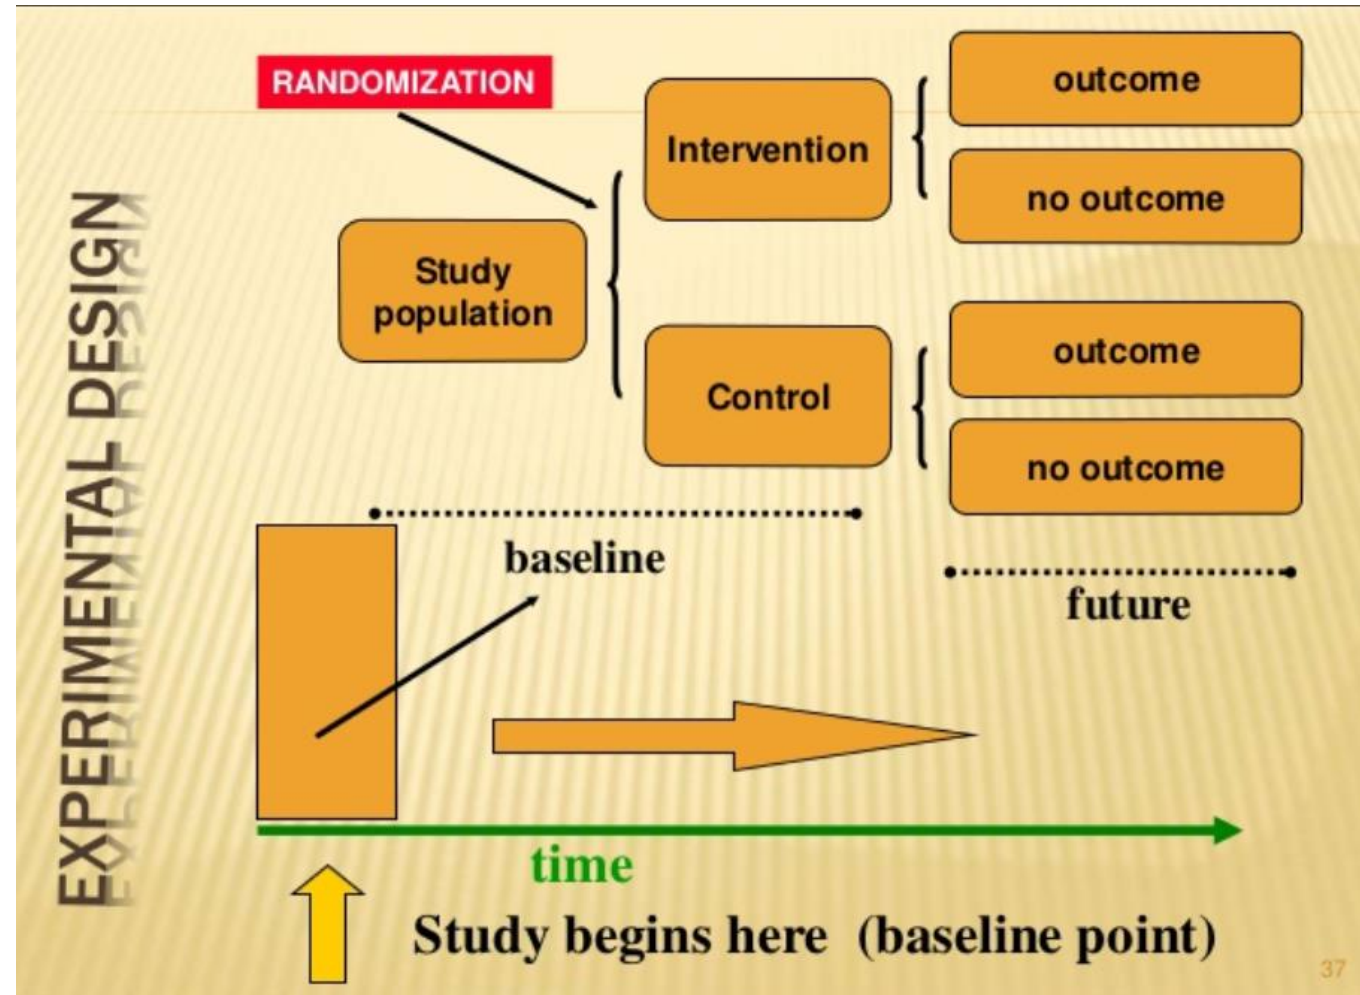 EXPERIMENTAL DESIGN
RANDOMIZATION
Study
population
Intervention
outcome
no outcome
Control
outcome
no outcome
baseline
future
time
Study begins here (baseline point)
37